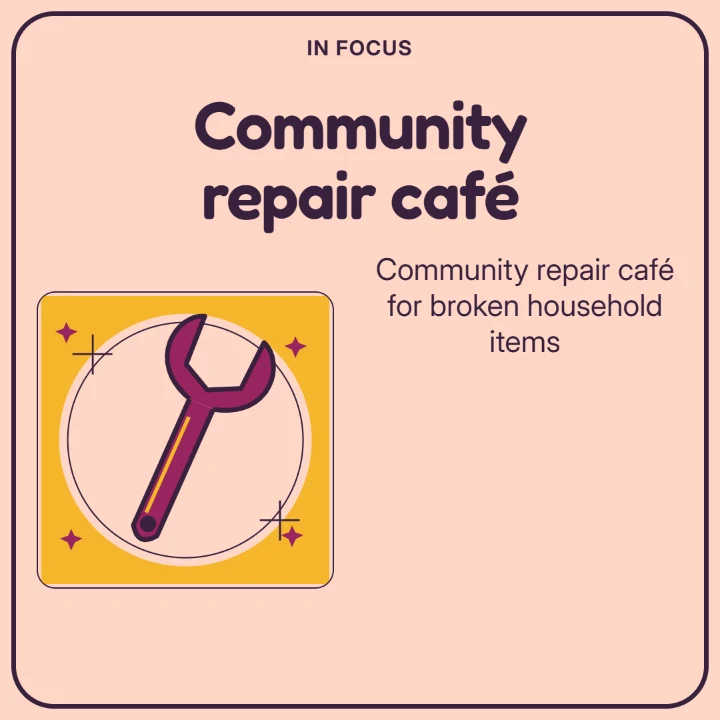 IN FOCUS
Community
repair café
Community repair café
for broken household
items